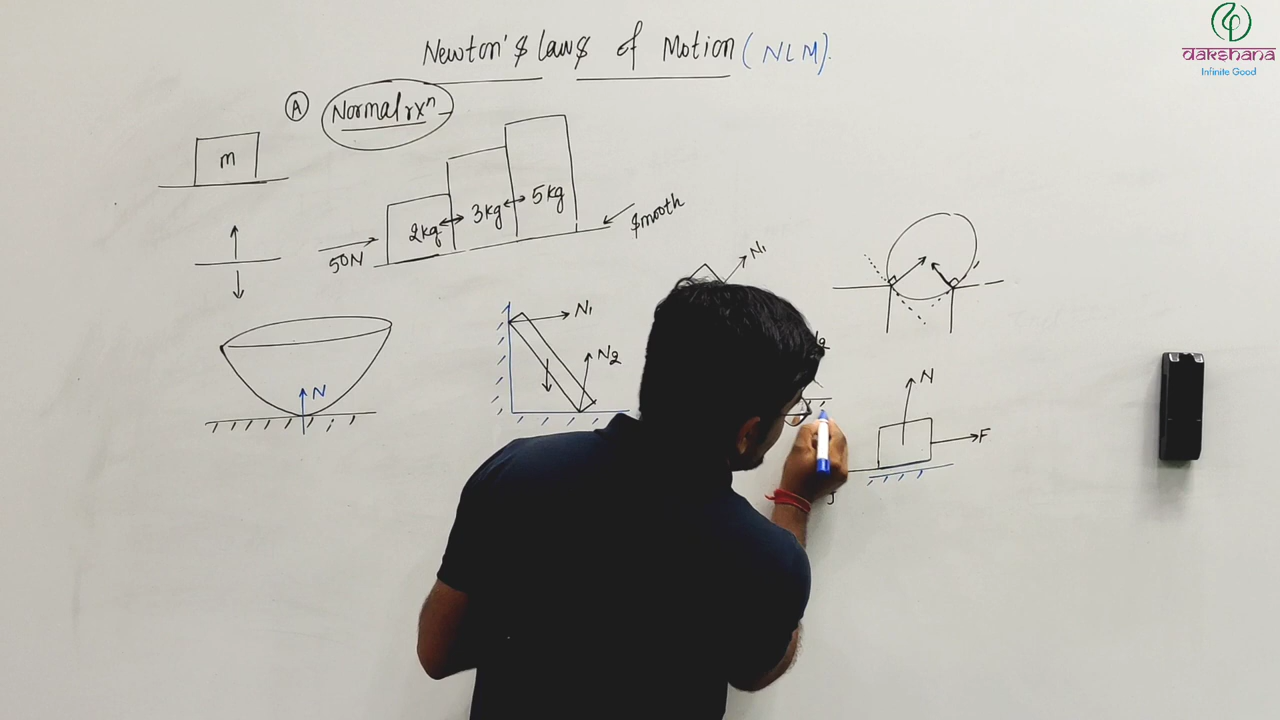 Newton's Laws of Motion (NLM).
dakshana
Infinite Good
A Normal rxⁿ
m
2kg 3kg 5kg
50N
smooth
N
N₁
N₂
N₁
N
F